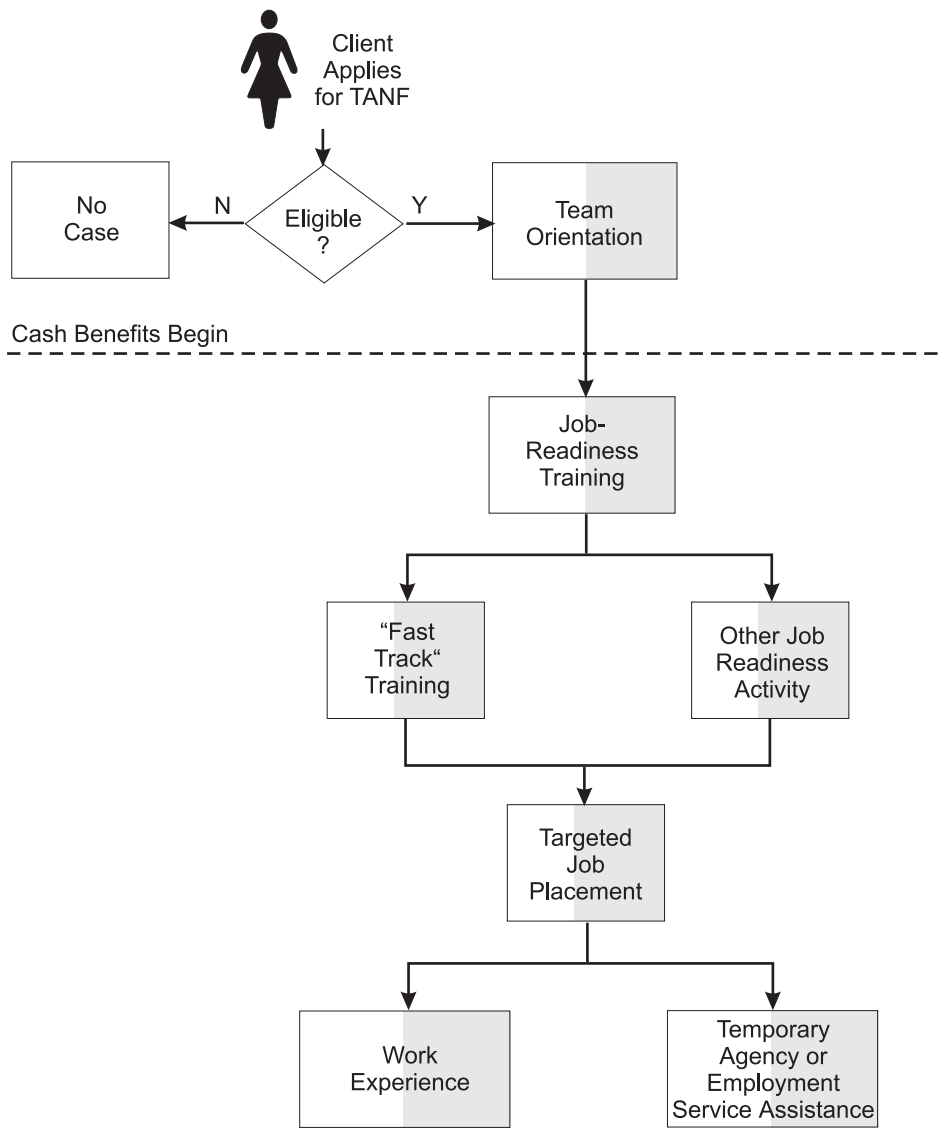 Client
Applies
for TANF
No
Case
N
Eligible
?
Y
Team
Orientation
Cash Benefits Begin
Job-
Readiness
Training
“Fast
Track“
Training
Other Job
Readiness
Activity
Targeted
Job
Placement
Work
Experience
Temporary
Agency or
Employment
Service Assistance